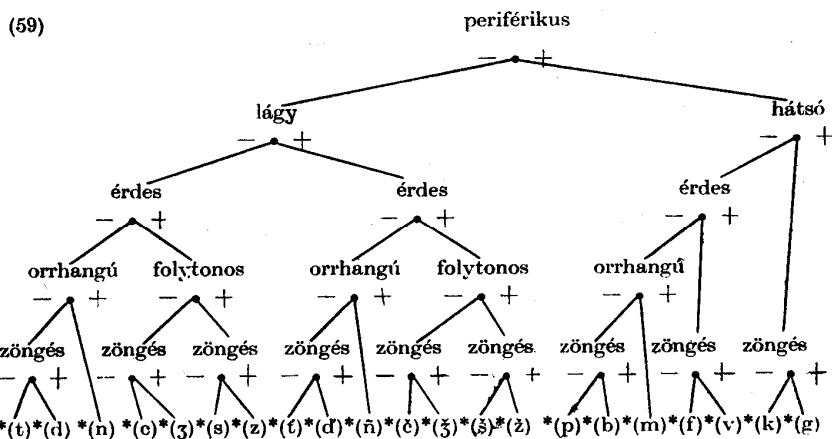 (59)
periférikus
− +
lágy hátsó
− + − +
érdes érdes érdes
− + − + − +
orrhangú folytonos orrhangú folytonos orrhangú
− + − + − + − + − +
zöngés zöngés zöngés zöngés zöngés zöngés zöngés zöngés zöngés
− + − + − + − + − + − + − + − + − +
*(t) *(d) *(n) *(c) *(ʒ) *(s) *(z) *(t́) *(d́) *(ñ) *(č) *(ǯ) *(š) *(ž) *(p) *(b) *(m) *(f) *(v) *(k) *(g)